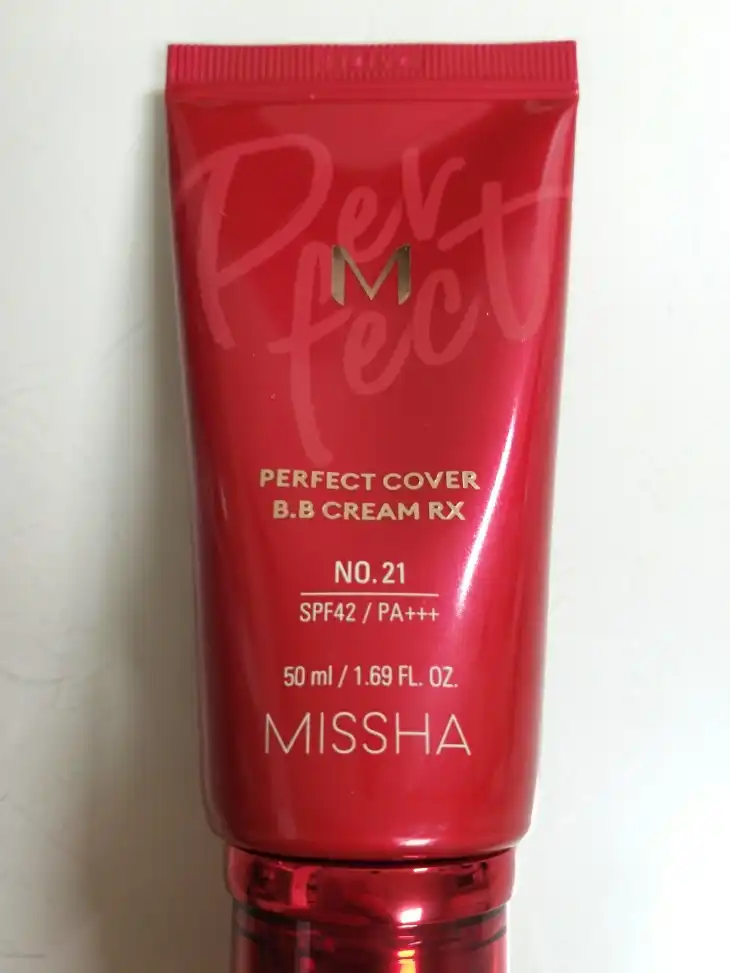 Perfect
M
PERFECT COVER
B.B CREAM RX
NO.21
SPF42 / PA+++
50 ml / 1.69 FL. OZ.
MISSHA